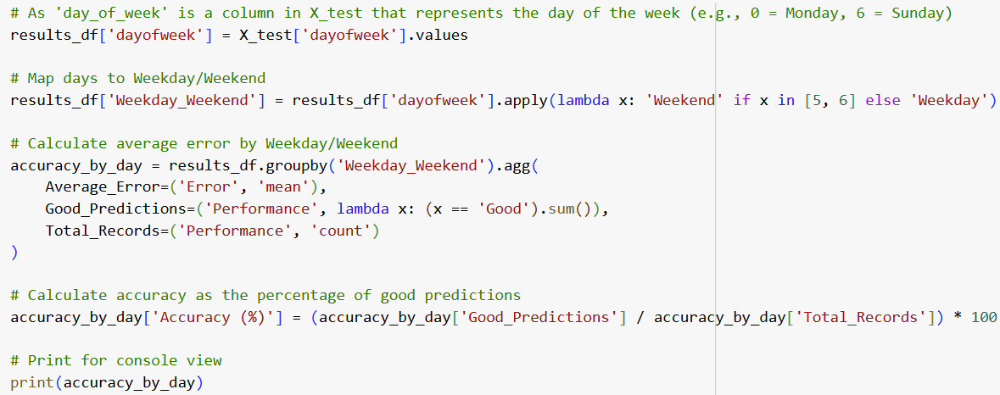 # As 'day_of_week' is a column in X_test that represents the day of the week (e.g., 0 = Monday, 6 = Sunday)
results_df['dayofweek'] = X_test['dayofweek'].values

# Map days to Weekday/Weekend
results_df['Weekday_Weekend'] = results_df['dayofweek'].apply(lambda x: 'Weekend' if x in [5, 6] else 'Weekday')

# Calculate average error by Weekday/Weekend
accuracy_by_day = results_df.groupby('Weekday_Weekend').agg(
    Average_Error=('Error', 'mean'),
    Good_Predictions=('Performance', lambda x: (x == 'Good').sum()),
    Total_Records=('Performance', 'count')
)

# Calculate accuracy as the percentage of good predictions
accuracy_by_day['Accuracy (%)'] = (accuracy_by_day['Good_Predictions'] / accuracy_by_day['Total_Records']) * 100

# Print for console view
print(accuracy_by_day)